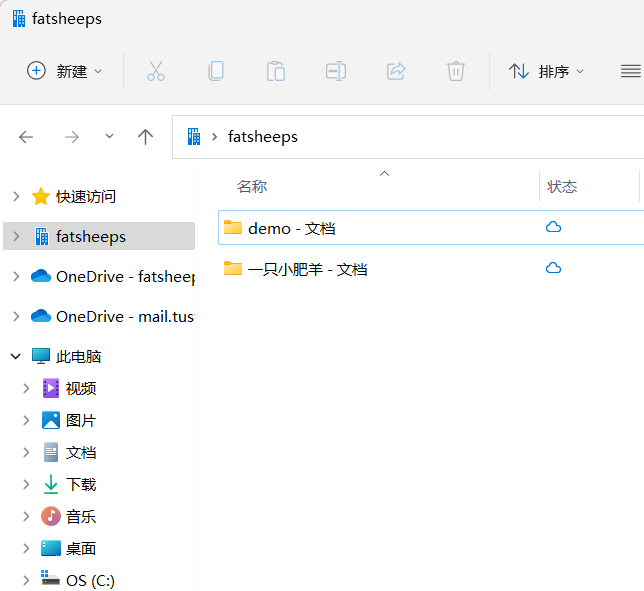 fatsheeps
新建
排序
fatsheeps
名称
状态
快速访问
fatsheeps
OneDrive - fatsheep
OneDrive - mail.tus
此电脑
视频
图片
文档
下载
音乐
桌面
OS (C:)
demo - 文档
一只小肥羊 - 文档